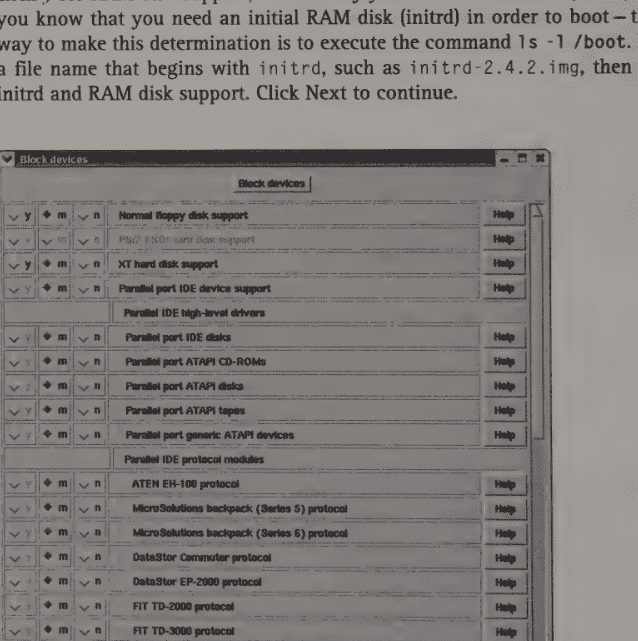 you know that you need an initial RAM disk (initrd) in order to boot — t
way to make this determination is to execute the command ls -l /boot.
a file name that begins with initrd, such as initrd-2.4.2.img, then
initrd and RAM disk support. Click Next to continue.
Block devices
Block devices
y m n Normal floppy disk support Help
y m n PS/2 ESDI hard disk support Help
y m n XT hard disk support Help
y m n Parallel port IDE device support Help
Parallel IDE high-level drivers
y m n Parallel port IDE disks Help
y m n Parallel port ATAPI CD-ROMs Help
y m n Parallel port ATAPI disks Help
y m n Parallel port ATAPI tapes Help
y m n Parallel port generic ATAPI devices Help
Parallel IDE protocol modules
y m n ATEN EH-100 protocol Help
y m n MicroSolutions backpack (Series 5) protocol Help
y m n MicroSolutions backpack (Series 6) protocol Help
y m n DataStor Commuter protocol Help
y m n DataStor EP-2000 protocol Help
y m n FIT TD-2000 protocol Help
y m n FIT TD-3000 protocol Help